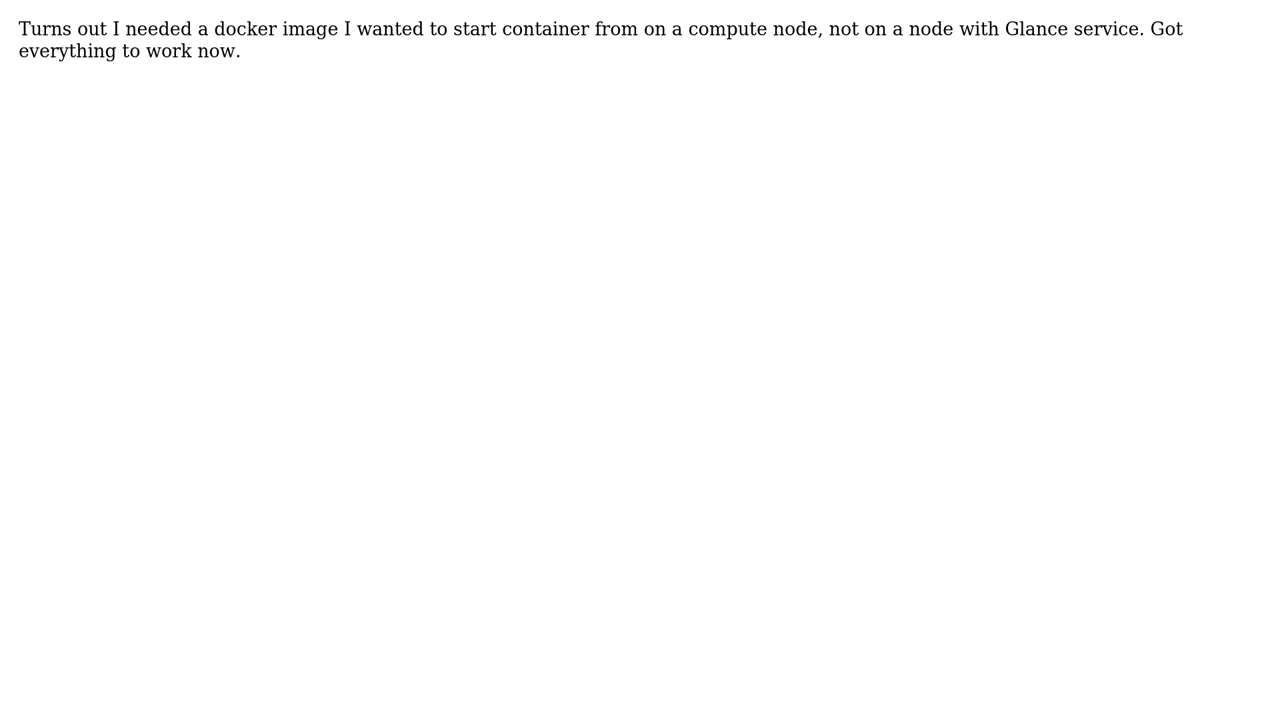 Turns out I needed a docker image I wanted to start container from on a compute node, not on a node with Glance service. Got
everything to work now.